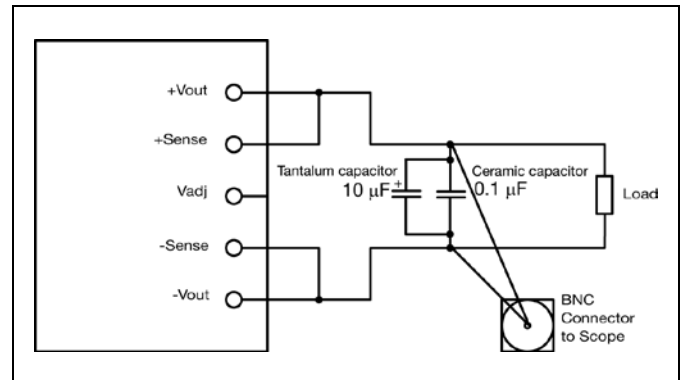 +Vout
+Sense
Vadj
-Sense
-Vout
Tantalum capacitor
10 µF
+
Ceramic capacitor
0.1 µF
Load
BNC
Connector
to Scope